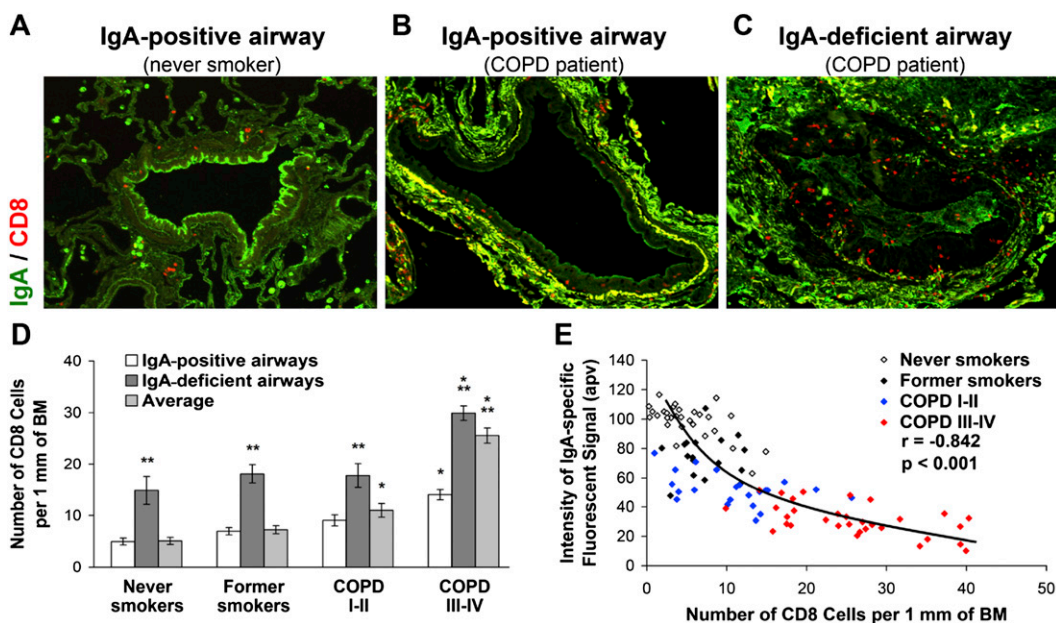 A
IgA-positive airway
(never smoker)
B
IgA-positive airway
(COPD patient)
C
IgA-deficient airway
(COPD patient)
IgA / CD8
D
Number of CD8 Cells
per 1 mm of BM
40
30
20
10
0
IgA-positive airways
IgA-deficient airways
Average
**
**
**
*
*
*
**
*
**
Never
smokers
Former
smokers
COPD
I-II
COPD
III-IV
E
Intensity of IgA-specific
Fluorescent Signal (apv)
140
120
100
80
60
40
20
0
Never smokers
Former smokers
COPD I-II
COPD III-IV
r = -0.842
p < 0.001
0
10
20
30
40
50
Number of CD8 Cells per 1 mm of BM